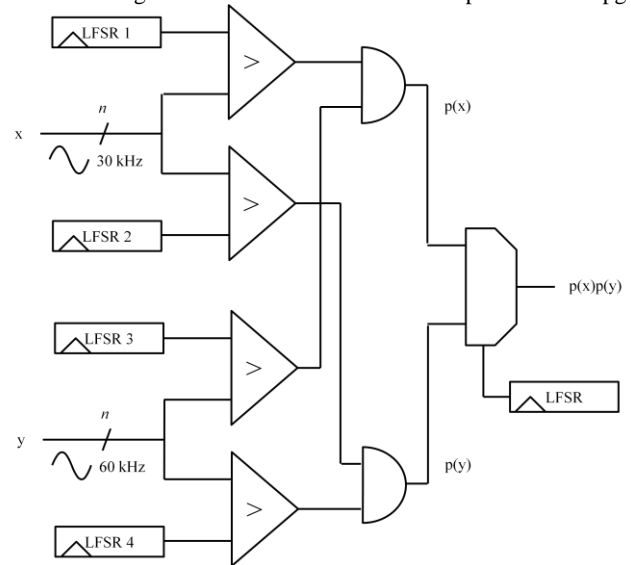 LFSR 1
>
n
p(x)
x
30 kHz
LFSR 2
>
p(x)p(y)
LFSR 3
>
LFSR
n
y
60 kHz
p(y)
>
LFSR 4